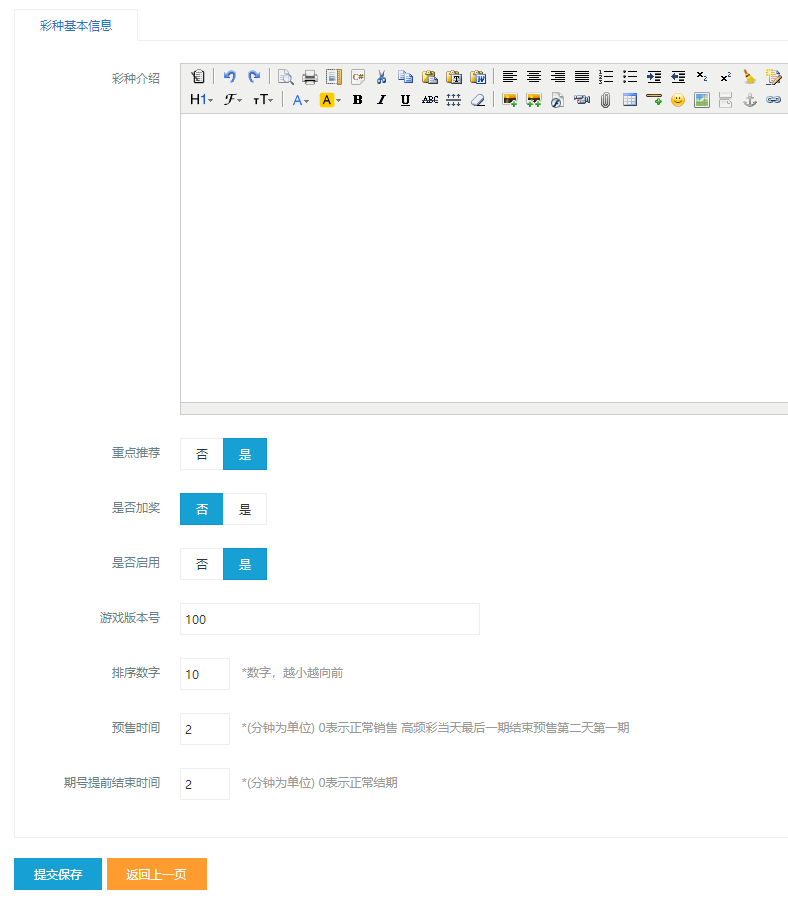 彩种基本信息
彩种介绍
H1 F TT A A B I U ABC
重点推荐 否 是
是否加奖 否 是
是否启用 否 是
游戏版本号 100
排序数字 10 *数字，越小越向前
预售时间 2 *(分钟为单位) 0表示正常销售 高频彩当天最后一期结束预售第二天第一期
期号提前结束时间 2 *(分钟为单位) 0表示正常结期
提交保存 返回上一页